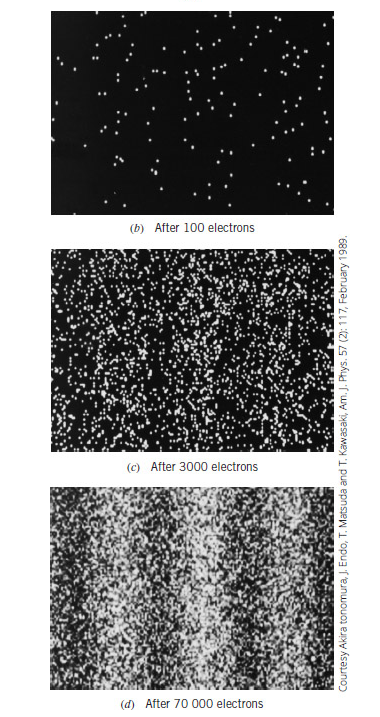 (b) After 100 electrons
(c) After 3000 electrons
(d) After 70 000 electrons
Courtesy Akira tonomura, J. Endo, T. Matsuda and T. Kawasaki, Am. J. Phys. 57 (2): 117, February 1989.